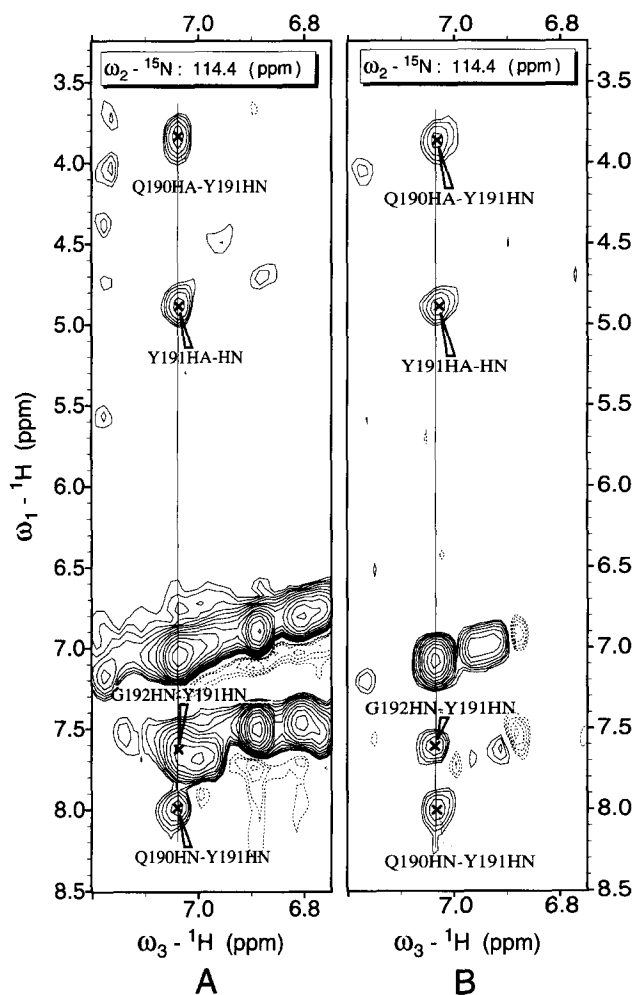 7.0 6.8
7.0 6.8
ω2 - 15N : 114.4 (ppm)
ω2 - 15N : 114.4 (ppm)
3.5
3.5
4.0
4.0
Q190HA-Y191HN
Q190HA-Y191HN
4.5
4.5
5.0
5.0
Y191HA-HN
Y191HA-HN
5.5
5.5
6.0
6.0
ω1 - 1H (ppm)
6.5
6.5
7.0
7.0
G192HN-Y191HN
G192HN-Y191HN
7.5
7.5
8.0
8.0
Q190HN-Y191HN
Q190HN-Y191HN
8.5
8.5
7.0 6.8
7.0 6.8
ω3 - 1H (ppm)
ω3 - 1H (ppm)
A
B